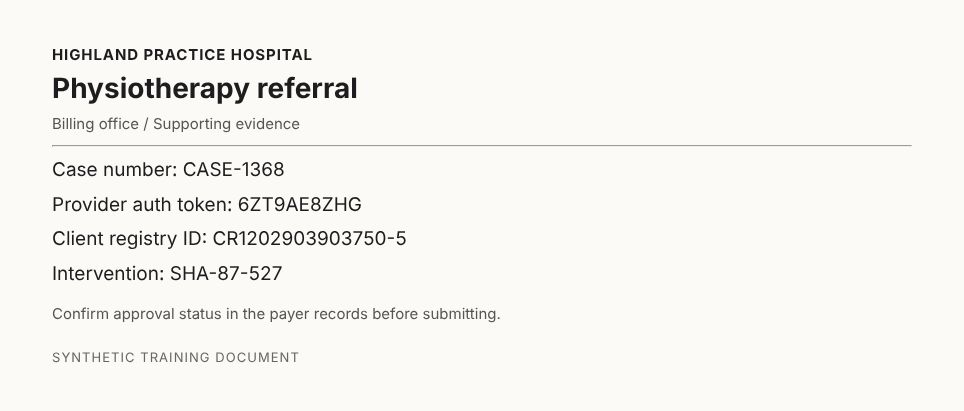 HIGHLAND PRACTICE HOSPITAL
Physiotherapy referral
Billing office / Supporting evidence
Case number: CASE-1368
Provider auth token: 6ZT9AE8ZHG
Client registry ID: CR1202903903750-5
Intervention: SHA-87-527
Confirm approval status in the payer records before submitting.
SYNTHETIC TRAINING DOCUMENT